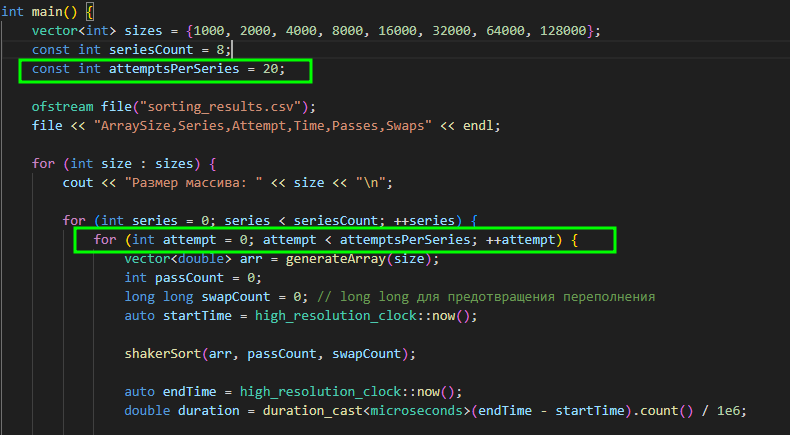 int main() {
    vector<int> sizes = {1000, 2000, 4000, 8000, 16000, 32000, 64000, 128000};
    const int seriesCount = 8;
    const int attemptsPerSeries = 20;

    ofstream file("sorting_results.csv");
    file << "ArraySize,Series,Attempt,Time,Passes,Swaps" << endl;

    for (int size : sizes) {
        cout << "Размер массива: " << size << "\n";

        for (int series = 0; series < seriesCount; ++series) {
            for (int attempt = 0; attempt < attemptsPerSeries; ++attempt) {
                vector<double> arr = generateArray(size);
                int passCount = 0;
                long long swapCount = 0; // long long для предотвращения переполнения
                auto startTime = high_resolution_clock::now();

                shakerSort(arr, passCount, swapCount);

                auto endTime = high_resolution_clock::now();
                double duration = duration_cast<microseconds>(endTime - startTime).count() / 1e6;